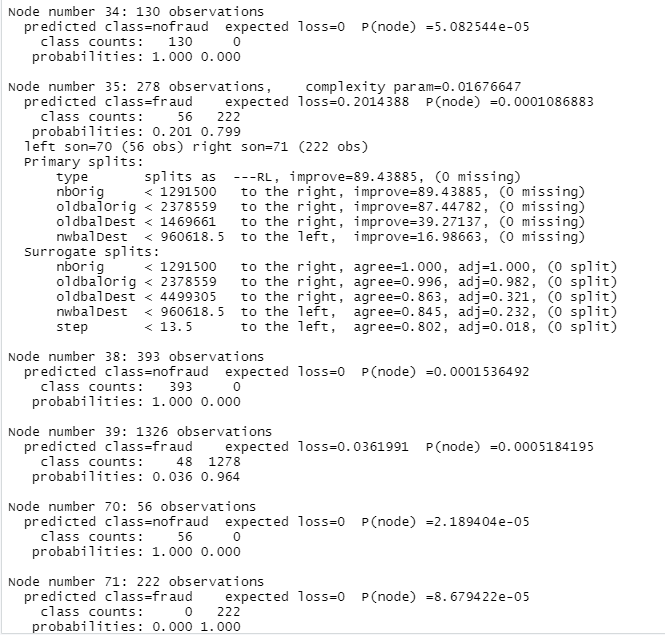 Node number 34: 130 observations
  predicted class=nofraud  expected loss=0  P(node) =5.082544e-05
    class counts:   130     0
   probabilities: 1.000 0.000

Node number 35: 278 observations,    complexity param=0.01676647
  predicted class=fraud    expected loss=0.2014388  P(node) =0.0001086883
    class counts:    56   222
   probabilities: 0.201 0.799
  left son=70 (56 obs) right son=71 (222 obs)
  Primary splits:
      type       splits as  ---RL, improve=89.43885, (0 missing)
      nbOrig     < 1291500   to the right, improve=89.43885, (0 missing)
      oldbalOrig < 2378559   to the right, improve=87.44782, (0 missing)
      oldbalDest < 1469661   to the right, improve=39.27137, (0 missing)
      nwbalDest  < 960618.5  to the left,  improve=16.98663, (0 missing)
  Surrogate splits:
      nbOrig     < 1291500   to the right, agree=1.000, adj=1.000, (0 split)
      oldbalOrig < 2378559   to the right, agree=0.996, adj=0.982, (0 split)
      oldbalDest < 4499305   to the right, agree=0.863, adj=0.321, (0 split)
      nwbalDest  < 960618.5  to the left,  agree=0.845, adj=0.232, (0 split)
      step       < 13.5      to the left,  agree=0.802, adj=0.018, (0 split)

Node number 38: 393 observations
  predicted class=nofraud  expected loss=0  P(node) =0.0001536492
    class counts:   393     0
   probabilities: 1.000 0.000

Node number 39: 1326 observations
  predicted class=fraud    expected loss=0.0361991  P(node) =0.0005184195
    class counts:    48  1278
   probabilities: 0.036 0.964

Node number 70: 56 observations
  predicted class=nofraud  expected loss=0  P(node) =2.189404e-05
    class counts:    56     0
   probabilities: 1.000 0.000

Node number 71: 222 observations
  predicted class=fraud    expected loss=0  P(node) =8.679422e-05
    class counts:     0   222
   probabilities: 0.000 1.000